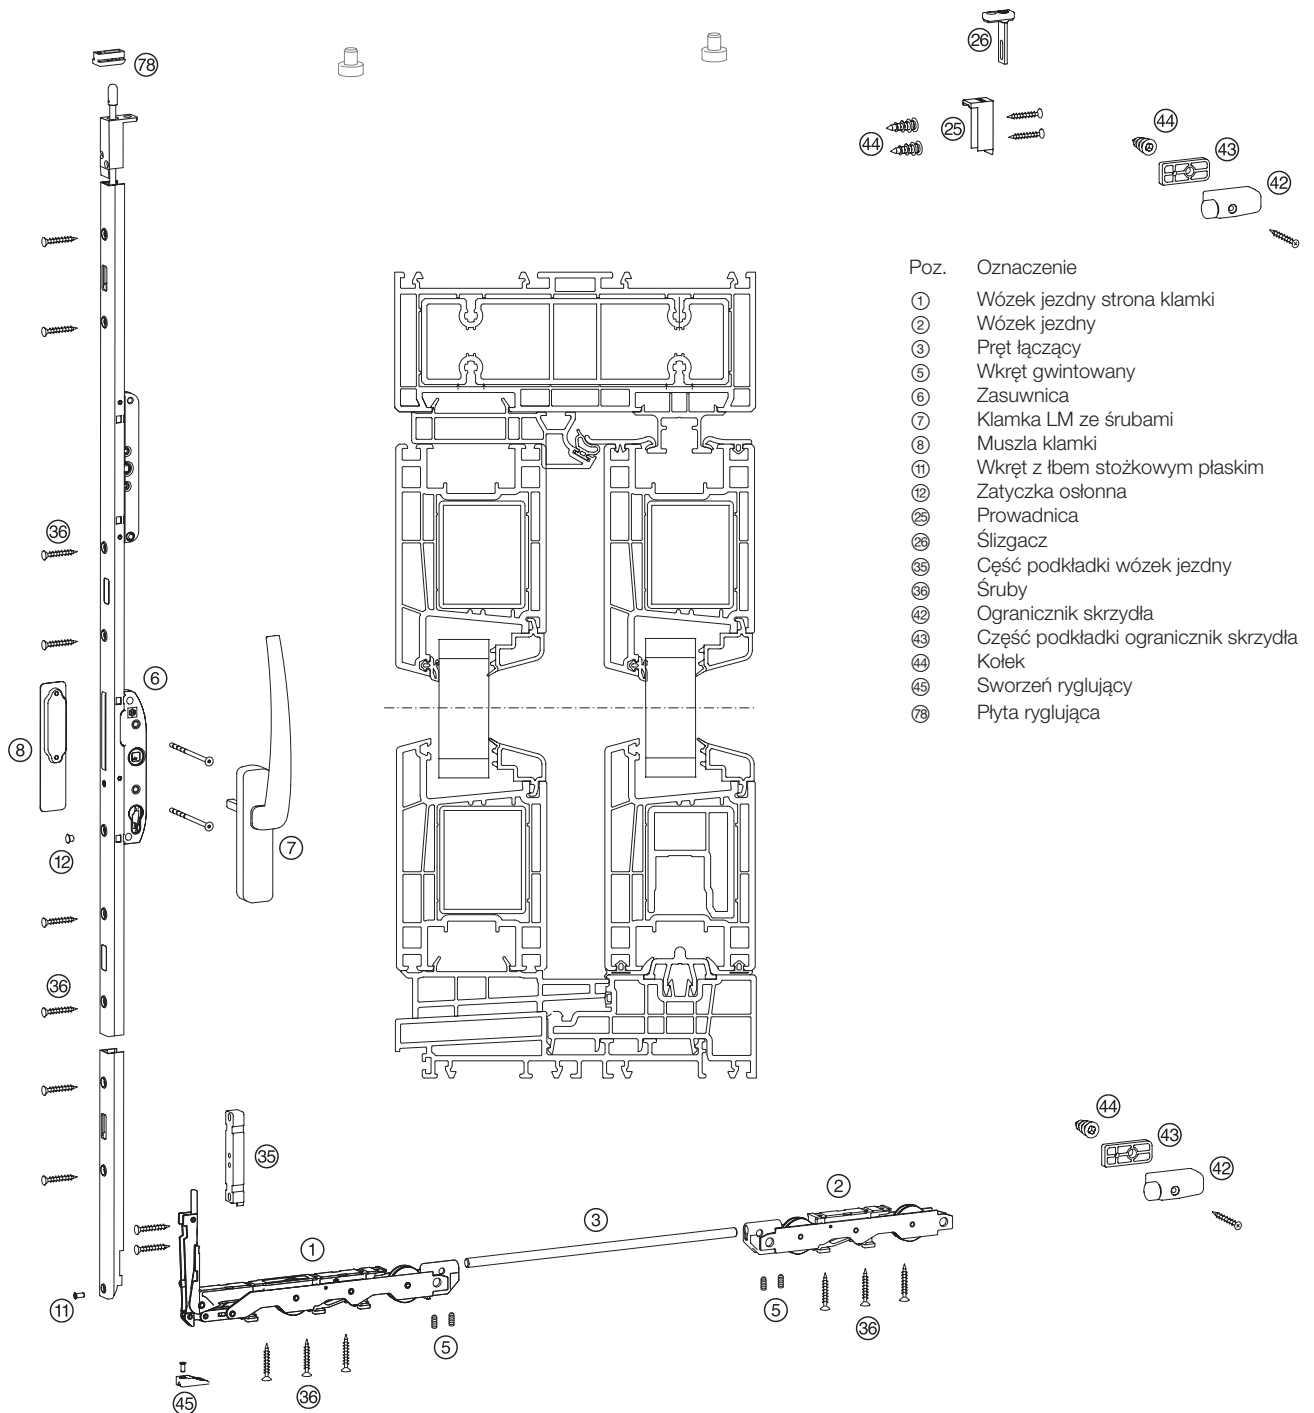 78
26
44
25
44
43
42
Poz. Oznaczenie
1 Wózek jezdny strona klamki
2 Wózek jezdny
3 Pręt łączący
5 Wkręt gwintowany
6 Zasuwnica
7 Klamka LM ze śrubami
8 Muszla klamki
11 Wkręt z łbem stożkowym płaskim
12 Zatyczka osłonna
25 Prowadnica
26 Ślizgacz
35 Cęść podkładki wózek jezdny
36 Śruby
42 Ogranicznik skrzydła
43 Część podkładki ogranicznik skrzydła
44 Kołek
45 Sworzeń ryglujący
78 Płyta ryglująca
36
6
8
7
12
36
35
44
43
42
2
3
1
11
5
5
36
36
45